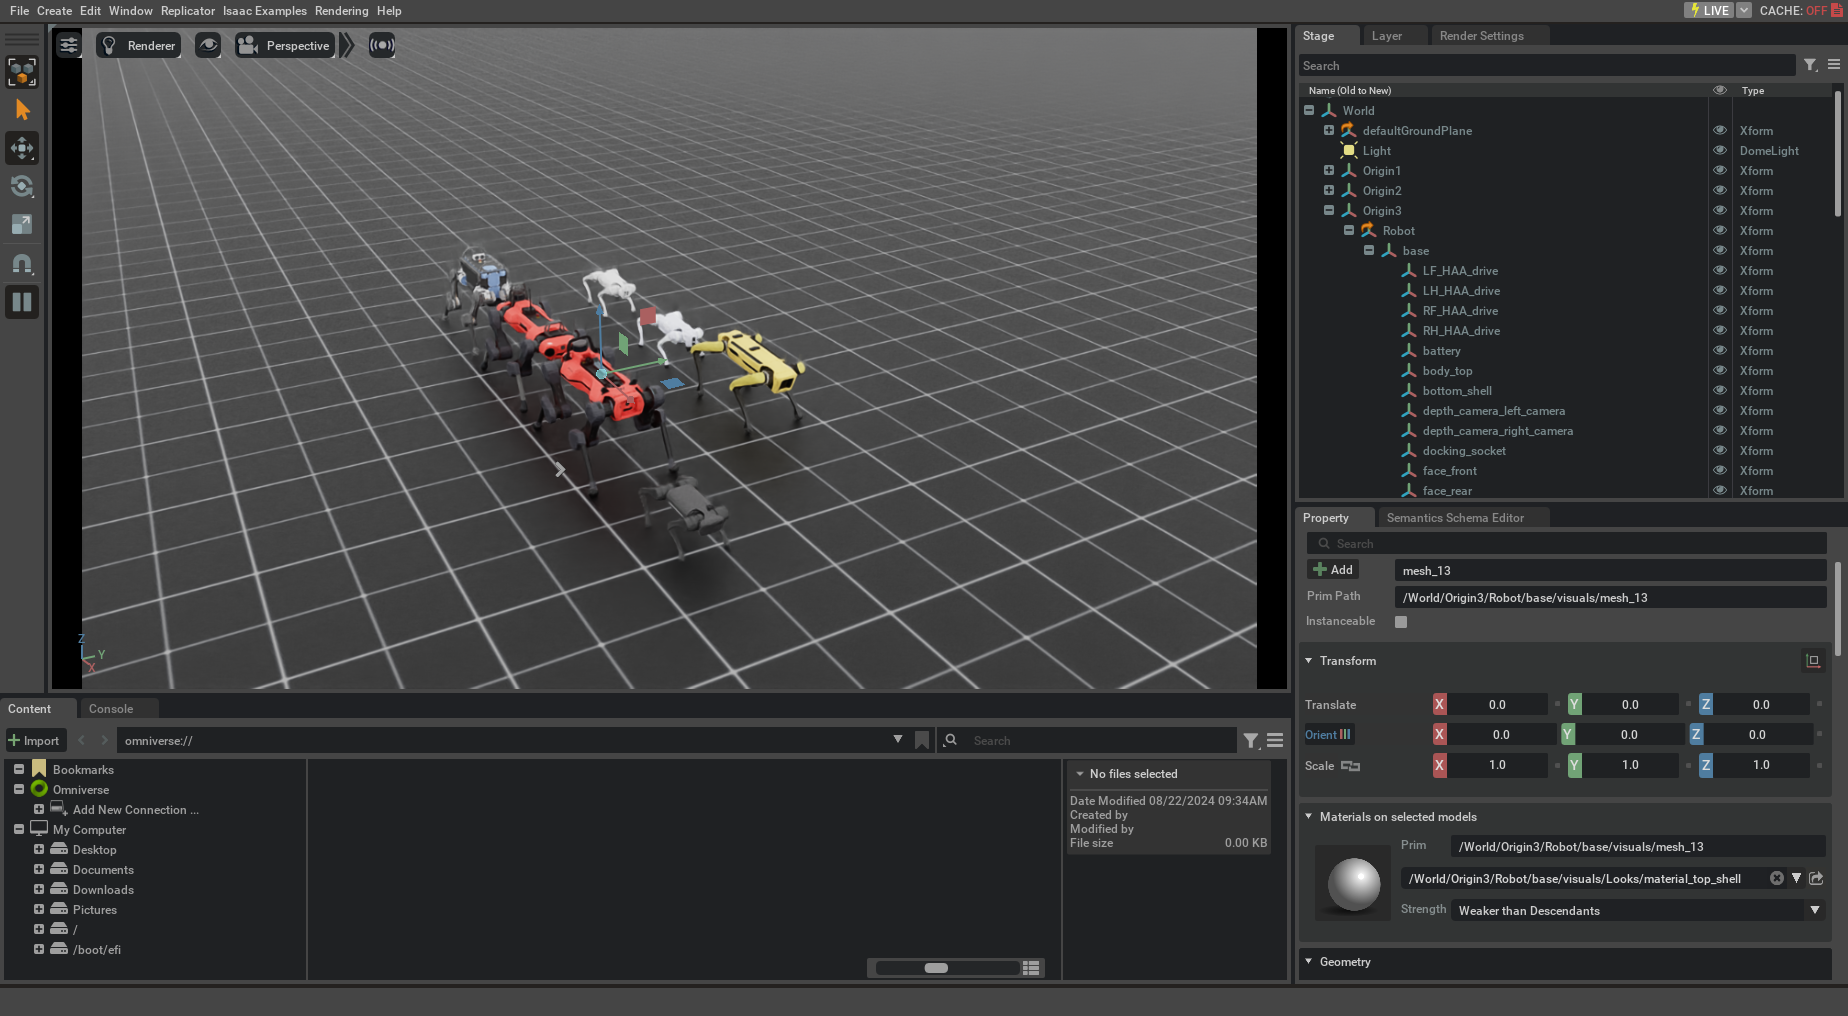 File Create Edit Window Replicator Isaac Examples Rendering Help
LIVE CACHE: OFF
Renderer Perspective
Z
Y
X
Stage Layer Render Settings
Search
Name (Old to New) Type
World
defaultGroundPlane Xform
Light DomeLight
Origin1 Xform
Origin2 Xform
Origin3 Xform
Robot Xform
base Xform
LF_HAA_drive Xform
LH_HAA_drive Xform
RF_HAA_drive Xform
RH_HAA_drive Xform
battery Xform
body_top Xform
bottom_shell Xform
depth_camera_left_camera Xform
depth_camera_right_camera Xform
docking_socket Xform
face_front Xform
face_rear Xform
Property Semantics Schema Editor
Search
Add mesh_13
Prim Path /World/Origin3/Robot/base/visuals/mesh_13
Instanceable
Transform
Translate X 0.0 Y 0.0 Z 0.0
Orient X 0.0 Y 0.0 Z 0.0
Scale X 1.0 Y 1.0 Z 1.0
Materials on selected models
Prim /World/Origin3/Robot/base/visuals/mesh_13
/World/Origin3/Robot/base/visuals/Looks/material_top_shell
Strength Weaker than Descendants
Geometry
Content Console
Import omniverse:// Search
Bookmarks
Omniverse
Add New Connection ...
My Computer
Desktop
Documents
Downloads
Pictures
/
/boot/efi
No files selected
Date Modified 08/22/2024 09:34AM
Created by
Modified by
File size 0.00 KB